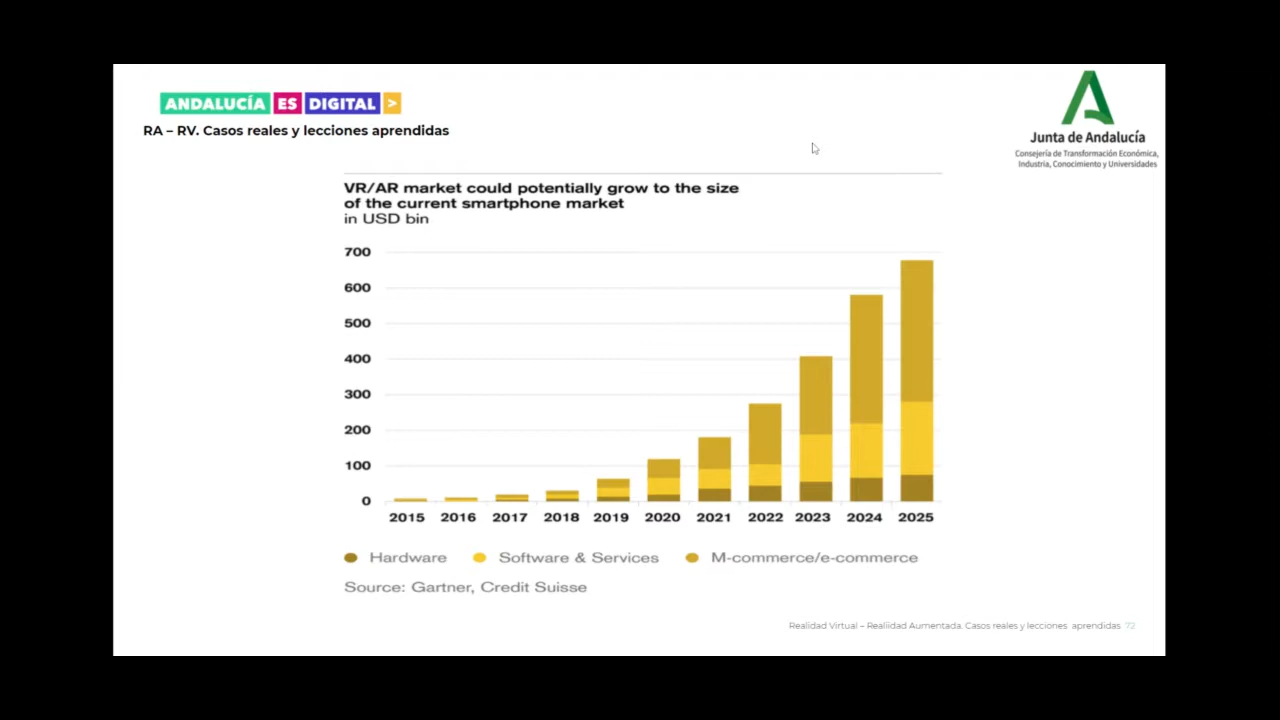 ANDALUCÍA ES DIGITAL >
RA – RV. Casos reales y lecciones aprendidas
Junta de Andalucía
Consejería de Transformación Económica,
Industria, Conocimiento y Universidades
VR/AR market could potentially grow to the size
of the current smartphone market
in USD bin
700
600
500
400
300
200
100
0
2015 2016 2017 2018 2019 2020 2021 2022 2023 2024 2025
Hardware Software & Services M-commerce/e-commerce
Source: Gartner, Credit Suisse
Realidad Virtual – Realiidad Aumentada. Casos reales y lecciones aprendidas 72